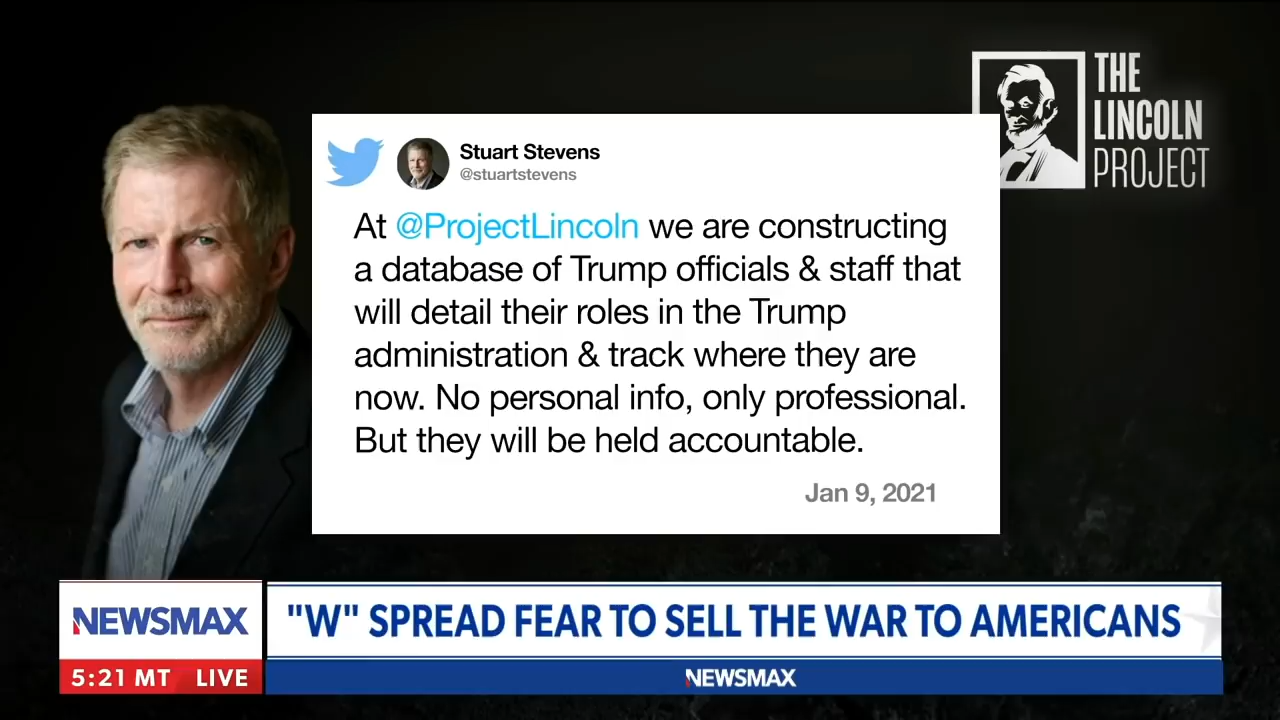 THE
LINCOLN
PROJECT
Stuart Stevens
@stuartstevens
At @ProjectLincoln we are constructing
a database of Trump officials & staff that
will detail their roles in the Trump
administration & track where they are
now. No personal info, only professional.
But they will be held accountable.
Jan 9, 2021
NEWSMAX
"W" SPREAD FEAR TO SELL THE WAR TO AMERICANS
5:21 MT LIVE
NEWSMAX